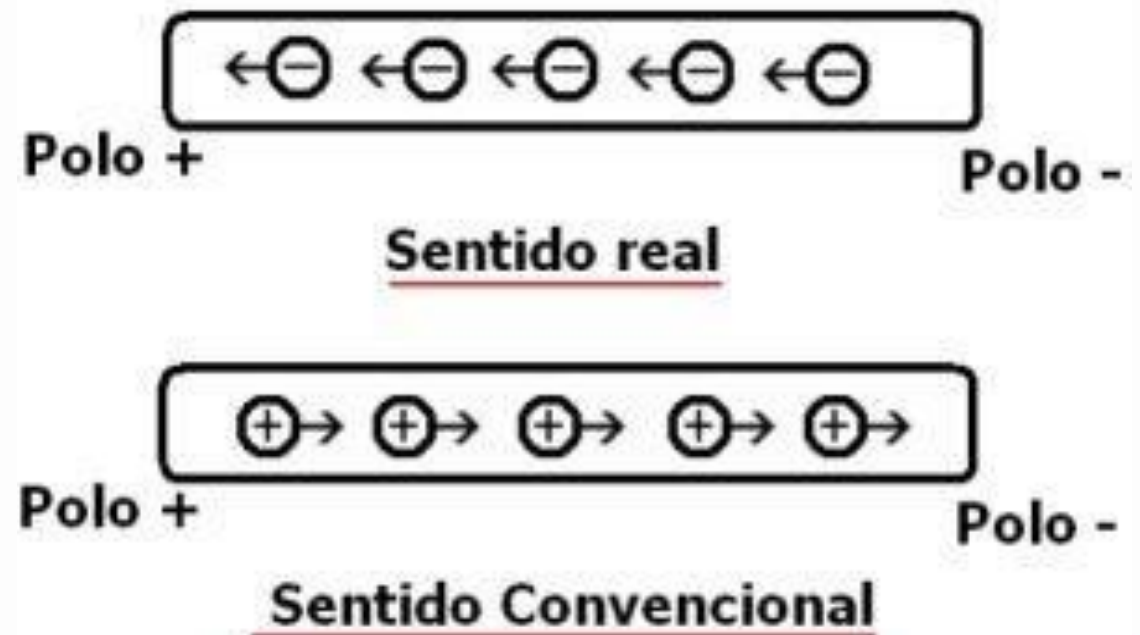 Polo +
Polo -
Sentido real
Polo +
Polo -
Sentido Convencional